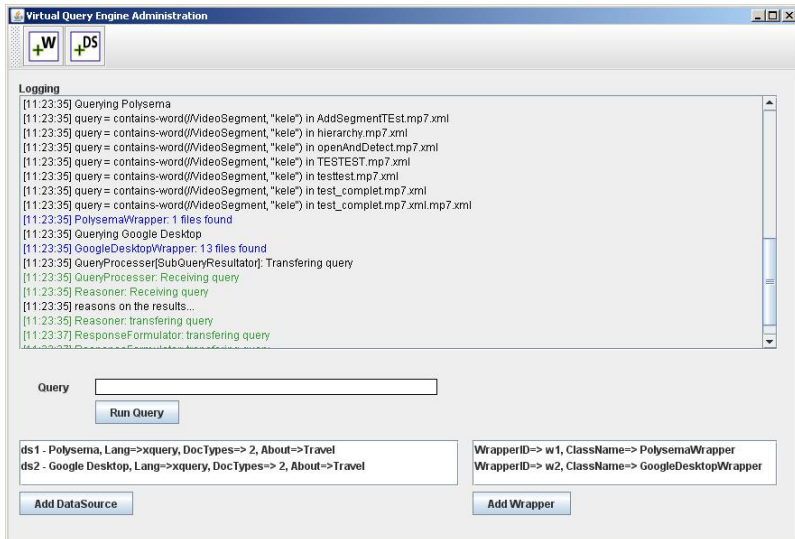 Virtual Query Engine Administration
+W +DS
Logging
[11:23:35] Querying Polysema
[11:23:35] query = contains-word(//VideoSegment, "kele") in AddSegmentTEst.mp7.xml
[11:23:35] query = contains-word(//VideoSegment, "kele") in hierarchy.mp7.xml
[11:23:35] query = contains-word(//VideoSegment, "kele") in openAndDetect.mp7.xml
[11:23:35] query = contains-word(//VideoSegment, "kele") in TESTEST.mp7.xml
[11:23:35] query = contains-word(//VideoSegment, "kele") in testtest.mp7.xml
[11:23:35] query = contains-word(//VideoSegment, "kele") in test_complet.mp7.xml
[11:23:35] query = contains-word(//VideoSegment, "kele") in test_complet.mp7.xml.mp7.xml
[11:23:35] PolysemaWrapper: 1 files found
[11:23:35] Querying Google Desktop
[11:23:35] GoogleDesktopWrapper: 13 files found
[11:23:35] QueryProcesser[SubQueryResultator]: Transfering query
[11:23:35] QueryProcesser: Receiving query
[11:23:35] Reasoner: Receiving query
[11:23:35] reasons on the results...
[11:23:35] Reasoner: transfering query
[11:23:37] ResponseFormulator: transfering query
[11:23:37] ResponseFormulator: transfering query
Query
Run Query
ds1 - Polysema, Lang=>xquery, DocTypes=> 2, About=>Travel
ds2 - Google Desktop, Lang=>xquery, DocTypes=> 2, About=>Travel
WrapperID=> w1, ClassName=> PolysemaWrapper
WrapperID=> w2, ClassName=> GoogleDesktopWrapper
Add DataSource
Add Wrapper